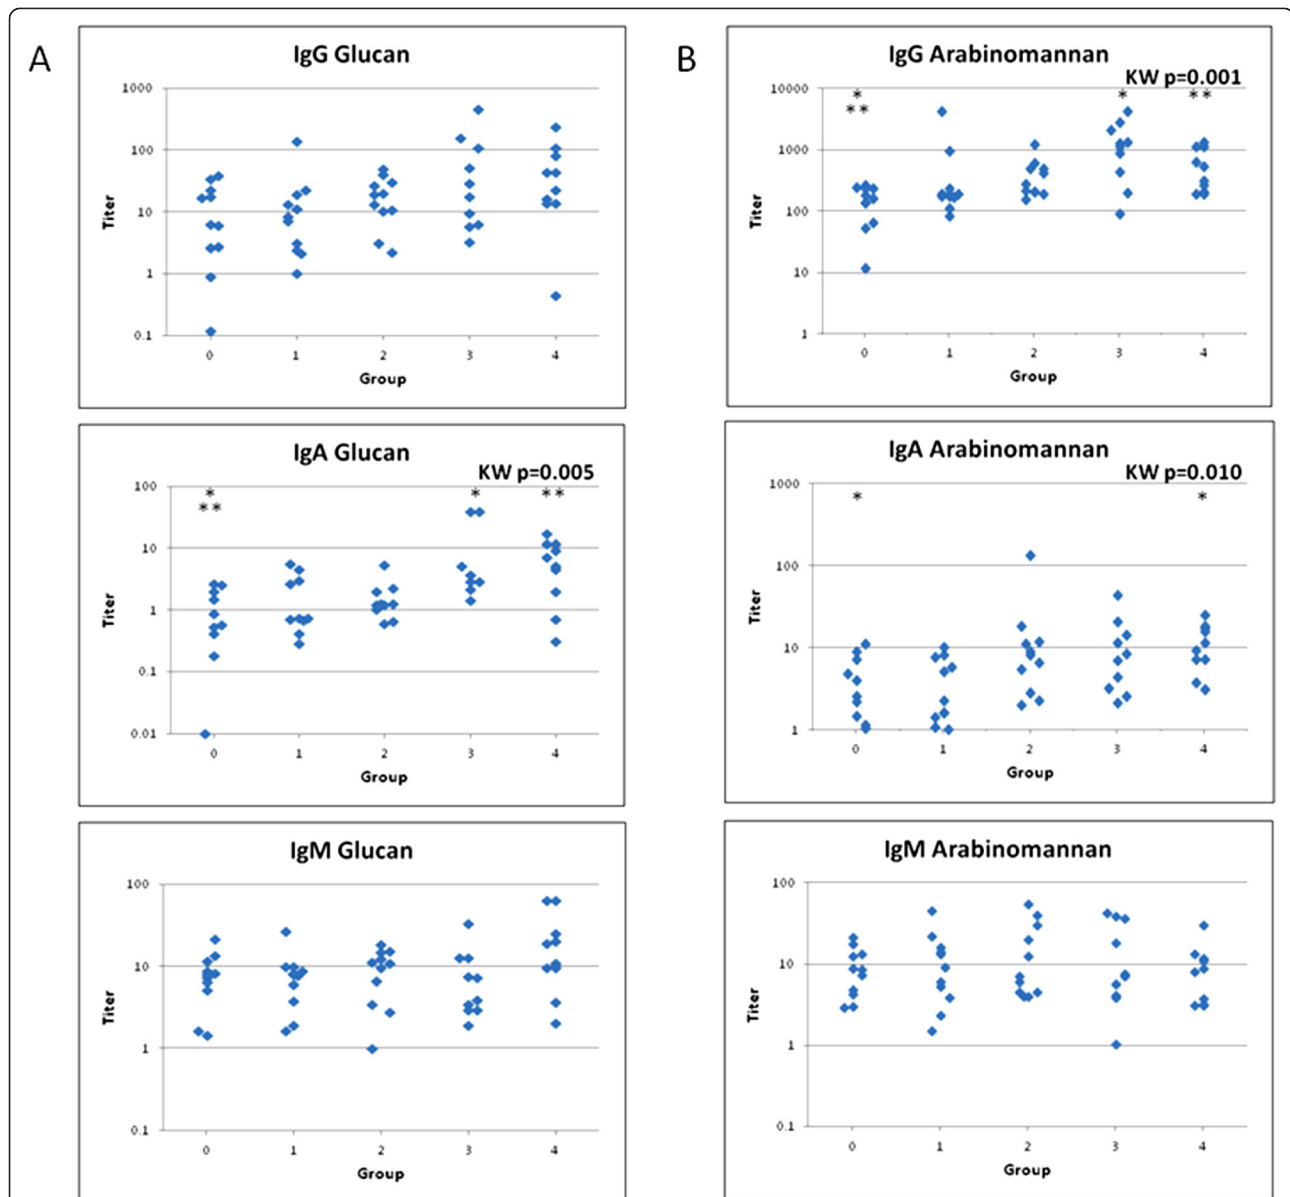 A
IgG Glucan
1000
100
10
1
0.1
Titer
0 1 2 3 4
Group
B
IgG Arabinomannan
KW p=0.001
* * **
**
10000
1000
100
10
1
Titer
0 1 2 3 4
Group
IgA Glucan
KW p=0.005
* * **
**
100
10
1
0.1
0.01
Titer
0 1 2 3 4
Group
IgA Arabinomannan
KW p=0.010
* *
1000
100
10
1
Titer
0 1 2 3 4
Group
IgM Glucan
100
10
1
0.1
Titer
0 1 2 3 4
Group
IgM Arabinomannan
100
10
1
0.1
Titer
0 1 2 3 4
Group